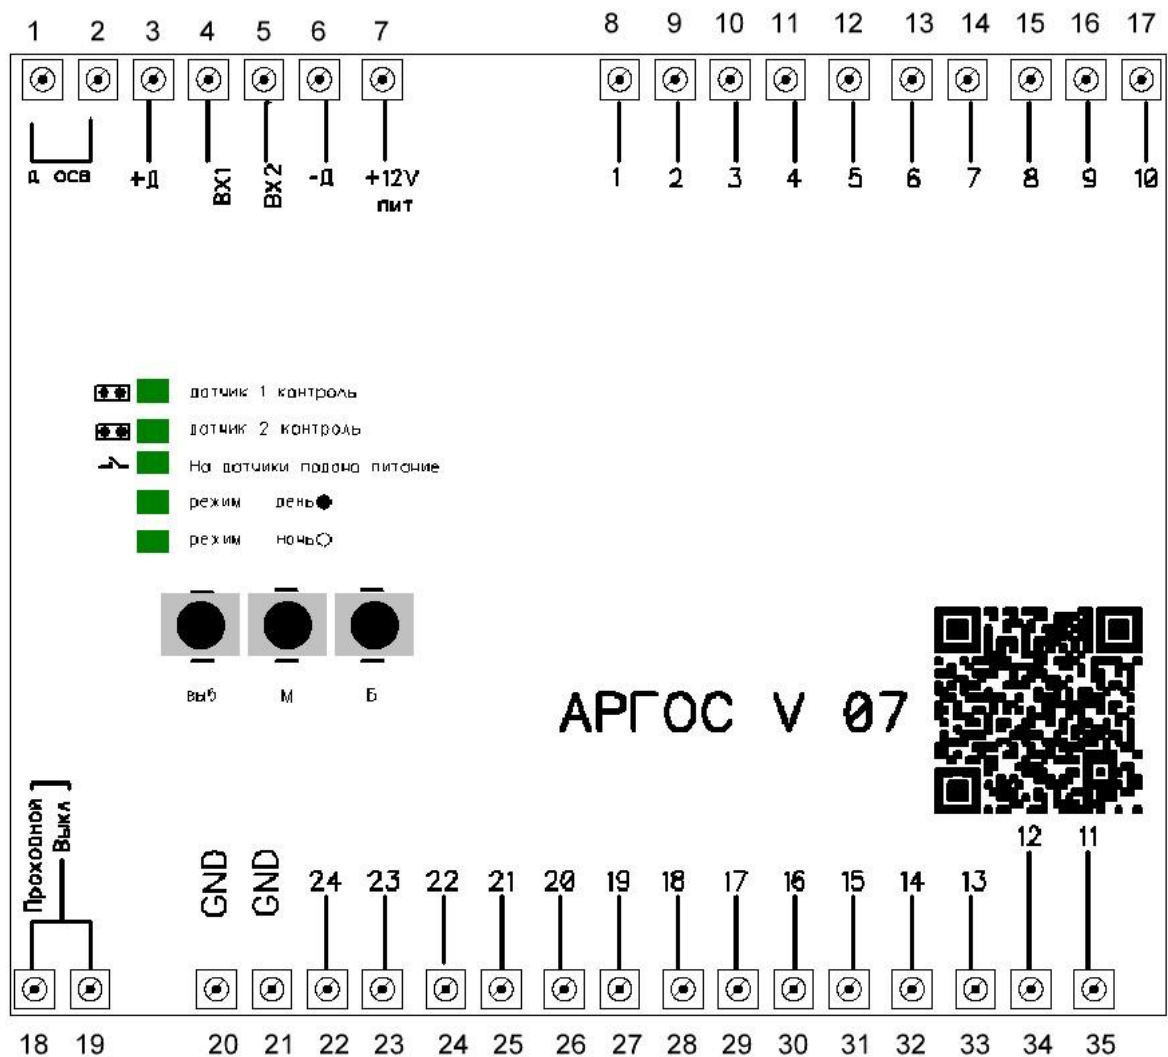 1 2 3 4 5 6 7 8 9 10 11 12 13 14 15 16 17
д осв +Д ВХ1 ВХ2 -Д +12V 1 2 3 4 5 6 7 8 9 10
пит
датчик 1 контроль
датчик 2 контроль
На датчики подана питание
режим день
режим ночь
выб М Б
АРГОС V 07
Проходной
Выкл
12 11
GND GND 24 23 22 21 20 19 18 17 16 15 14 13
18 19 20 21 22 23 24 25 26 27 28 29 30 31 32 33 34 35